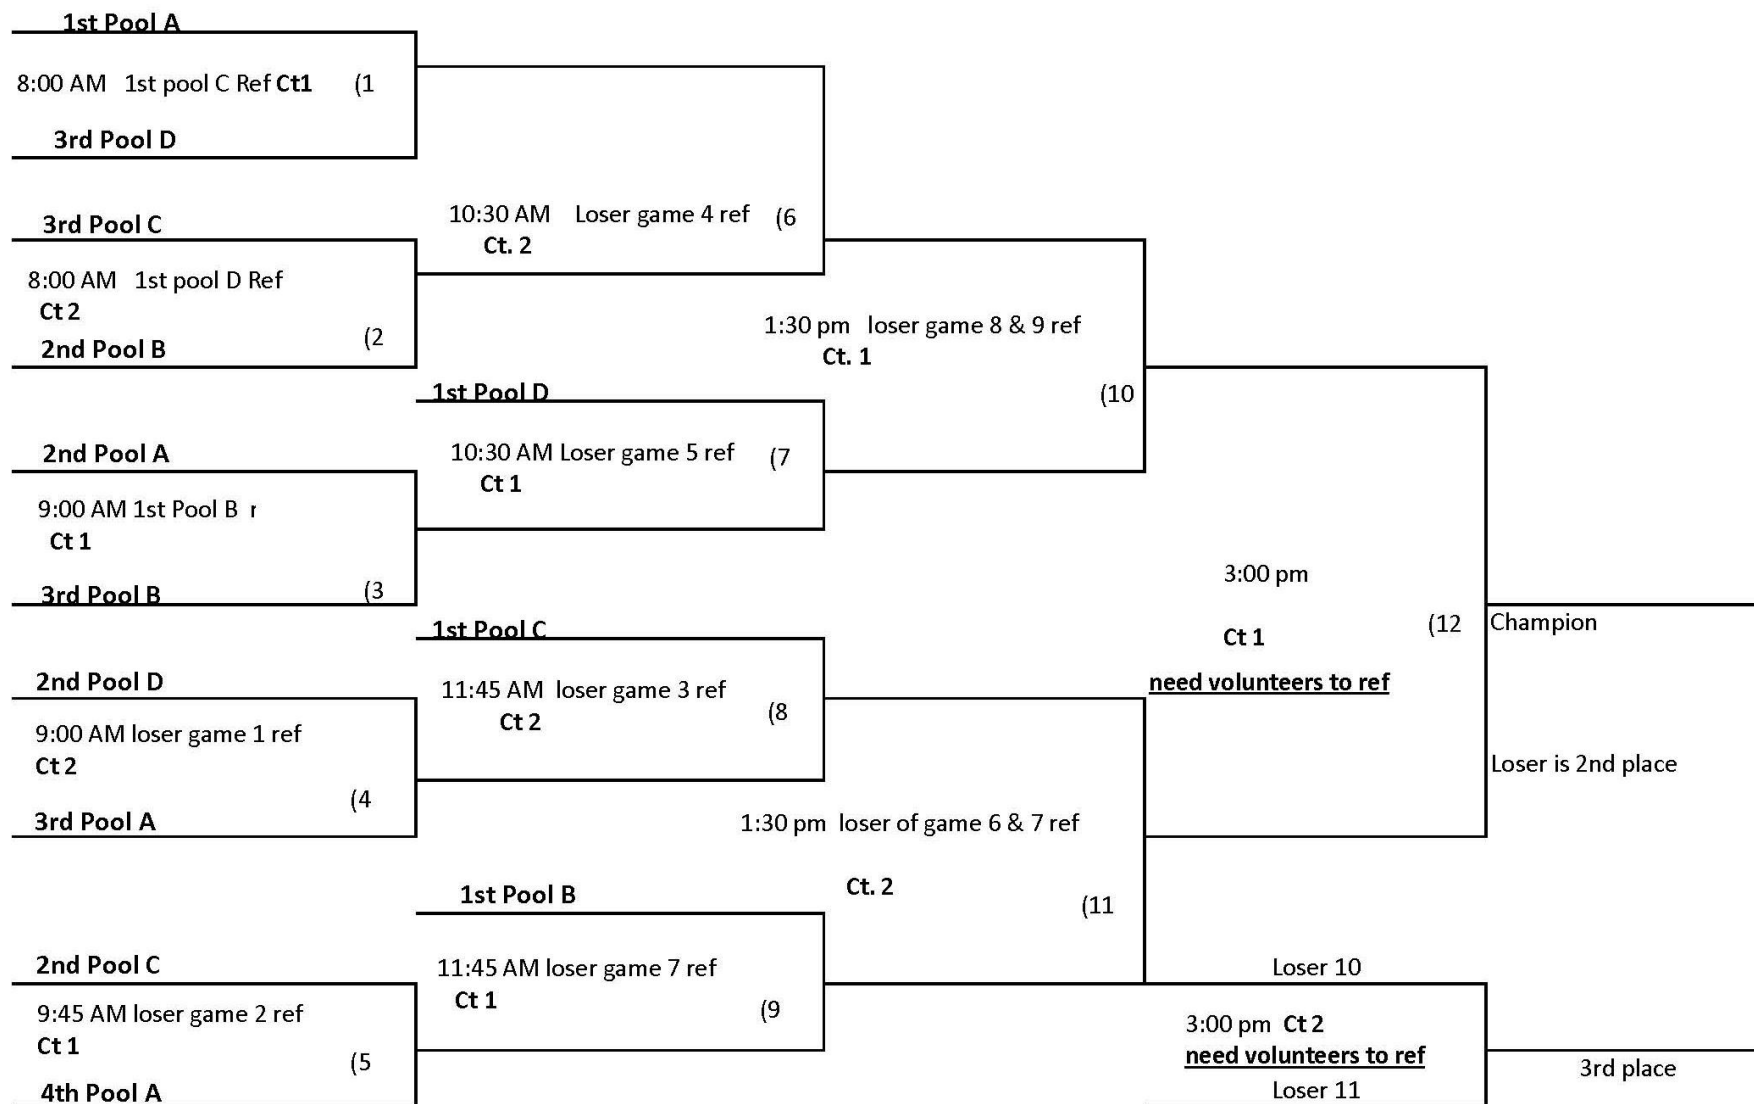 1st Pool A
8:00 AM 1st pool C Ref Ct1 (1
3rd Pool D
3rd Pool C
8:00 AM 1st pool D Ref
Ct 2
(2
2nd Pool B
2nd Pool A
9:00 AM 1st Pool B r
Ct 1
3rd Pool B (3
2nd Pool D
9:00 AM loser game 1 ref
Ct 2
(4
3rd Pool A
2nd Pool C
9:45 AM loser game 2 ref
Ct 1
(5
4th Pool A
10:30 AM Loser game 4 ref (6
Ct. 2
1st Pool D
10:30 AM Loser game 5 ref (7
Ct 1
1st Pool C
11:45 AM loser game 3 ref
(8
Ct 2
1st Pool B
11:45 AM loser game 7 ref
Ct 1
(9
1:30 pm loser game 8 & 9 ref
Ct. 1
(10
1:30 pm loser of game 6 & 7 ref
Ct. 2
(11
3:00 pm
Ct 1
(12
need volunteers to ref
Champion
Loser is 2nd place
Loser 10
3:00 pm Ct 2
need volunteers to ref
Loser 11
3rd place